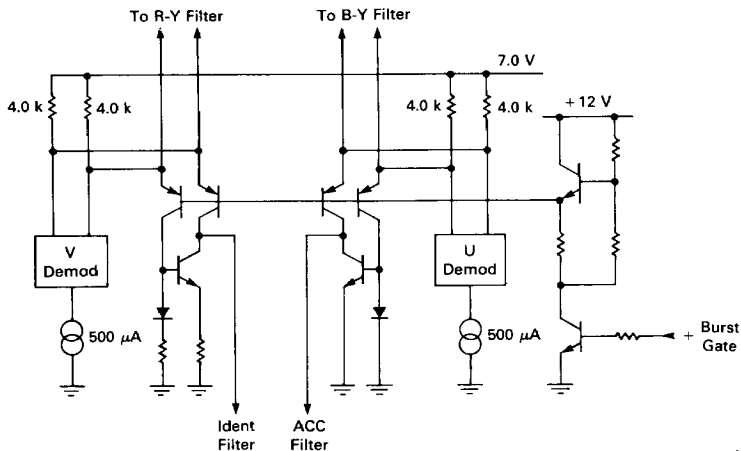 To R-Y Filter
To B-Y Filter
7.0 V
4.0 k
4.0 k
4.0 k
4.0 k
+12 V
V
Demod
U
Demod
500 μA
500 μA
+ Burst
Gate
Ident
Filter
ACC
Filter